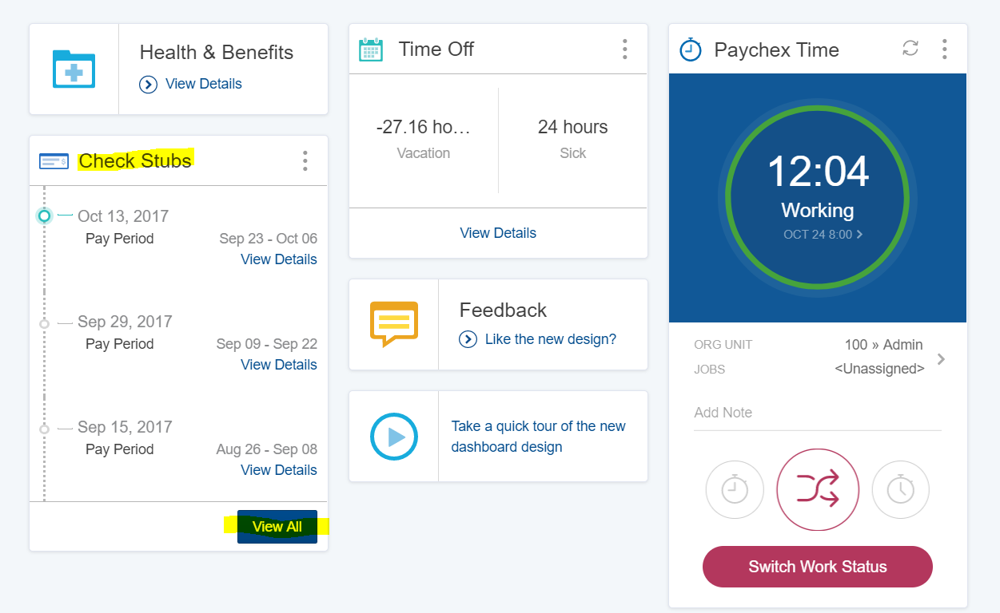 Health & Benefits
View Details
Check Stubs
Oct 13, 2017
Pay Period Sep 23 - Oct 06
View Details
Sep 29, 2017
Pay Period Sep 09 - Sep 22
View Details
Sep 15, 2017
Pay Period Aug 26 - Sep 08
View Details
View All
Time Off
-27.16 ho... 24 hours
Vacation Sick
View Details
Feedback
Like the new design?
Take a quick tour of the new
dashboard design
Paychex Time
12:04
Working
OCT 24 8:00
ORG UNIT 100 » Admin
JOBS <Unassigned>
Add Note
Switch Work Status